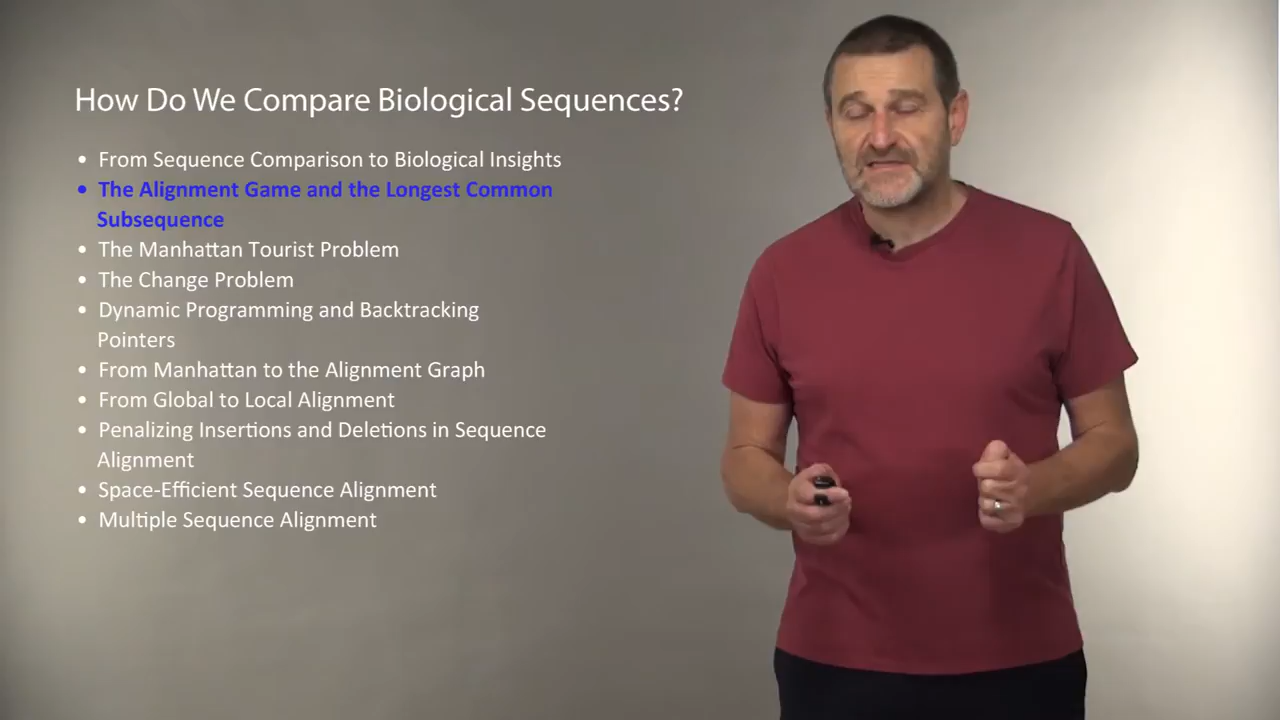 How Do We Compare Biological Sequences?
• From Sequence Comparison to Biological Insights
• The Alignment Game and the Longest Common
Subsequence
• The Manhattan Tourist Problem
• The Change Problem
• Dynamic Programming and Backtracking
Pointers
• From Manhattan to the Alignment Graph
• From Global to Local Alignment
• Penalizing Insertions and Deletions in Sequence
Alignment
• Space-Efficient Sequence Alignment
• Multiple Sequence Alignment